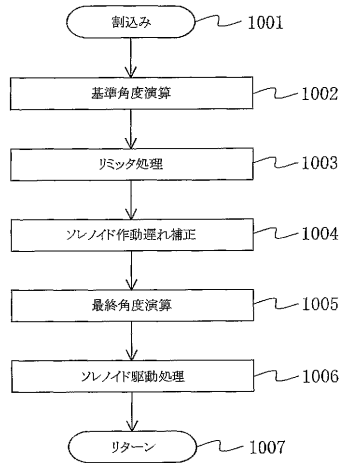 割込み
1001
基準角度演算
1002
リミッタ処理
1003
ソレノイド作動遅れ補正
1004
最終角度演算
1005
ソレノイド駆動処理
1006
リターン
1007